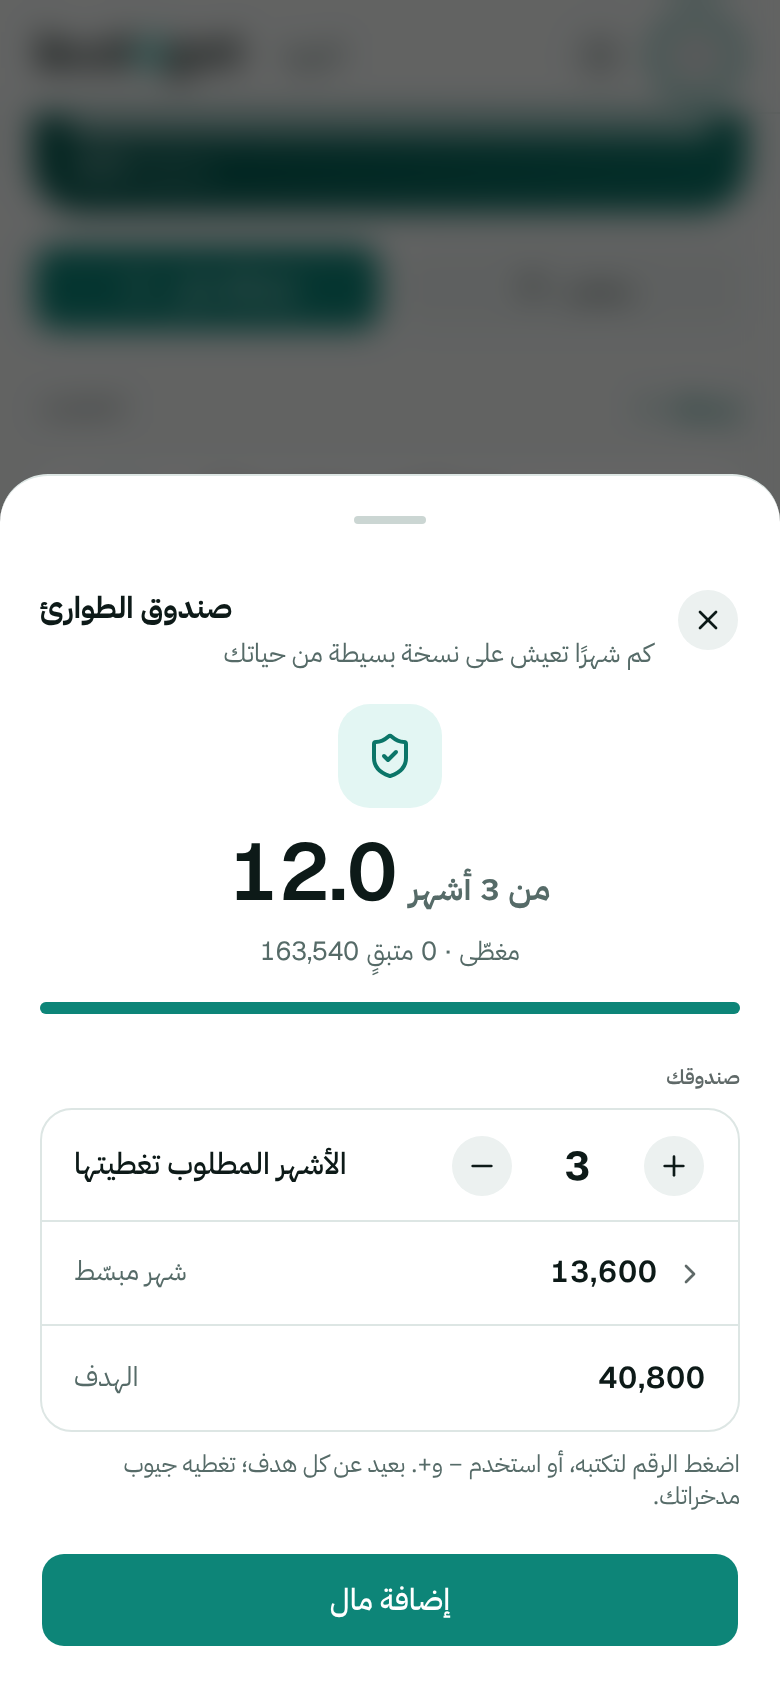 صندوق الطوارئ
كم شهرًا تعيش على نسخة بسيطة من حياتك
12.0 من 3 أشهر
163,540 مغطّى · 0 متبقٍ
صندوقك
الأشهر المطلوب تغطيتها − 3 +
شهر مبسّط 13,600
الهدف 40,800
اضغط الرقم لتكتبه، أو استخدم − و+. بعيد عن كل هدف؛ تغطيه جيوب
مدخراتك.
إضافة مال